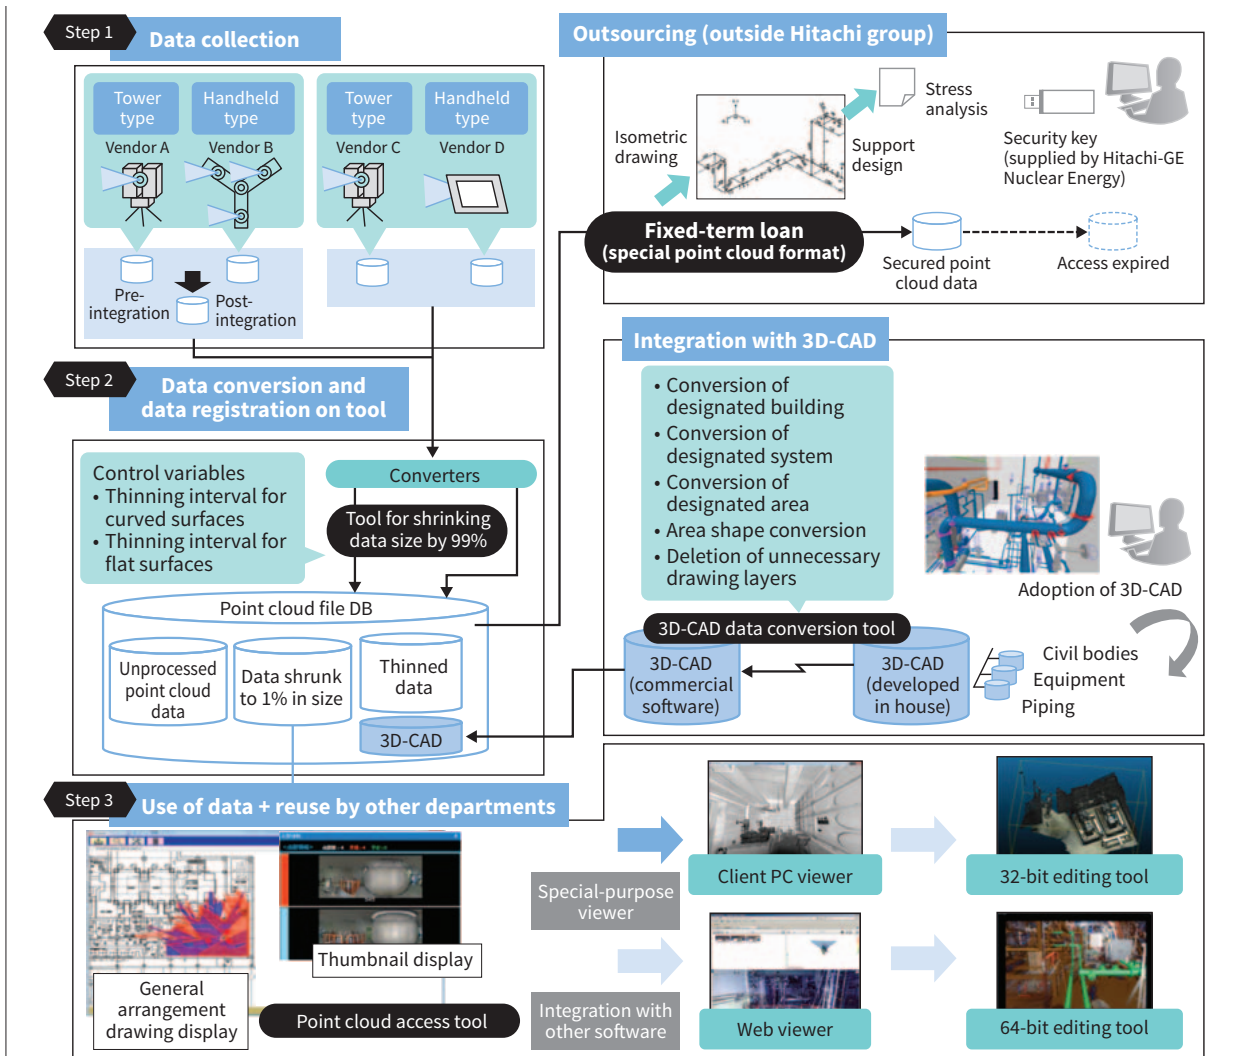 Step 1
Data collection
Tower
type
Vendor A
Handheld
type
Vendor B
Tower
type
Vendor C
Handheld
type
Vendor D
Pre-
integration
Post-
integration
Step 2
Data conversion and
data registration on tool
Control variables
• Thinning interval for
curved surfaces
• Thinning interval for
flat surfaces
Converters
Tool for shrinking
data size by 99%
Point cloud file DB
Unprocessed
point cloud
data
Data shrunk
to 1% in size
Thinned
data
3D-CAD
Outsourcing (outside Hitachi group)
Isometric
drawing
Stress
analysis
Support
design
Security key
(supplied by Hitachi-GE
Nuclear Energy)
Fixed-term loan
(special point cloud format)
Secured point
cloud data
Access expired
Integration with 3D-CAD
• Conversion of
designated building
• Conversion of
designated system
• Conversion of
designated area
• Area shape conversion
• Deletion of unnecessary
drawing layers
Adoption of 3D-CAD
3D-CAD data conversion tool
3D-CAD
(commercial
software)
3D-CAD
(developed
in house)
Civil bodies
Equipment
Piping
Step 3
Use of data + reuse by other departments
General
arrangement
drawing display
Thumbnail display
Point cloud access tool
Special-purpose
viewer
Client PC viewer
32-bit editing tool
Integration with
other software
Web viewer
64-bit editing tool